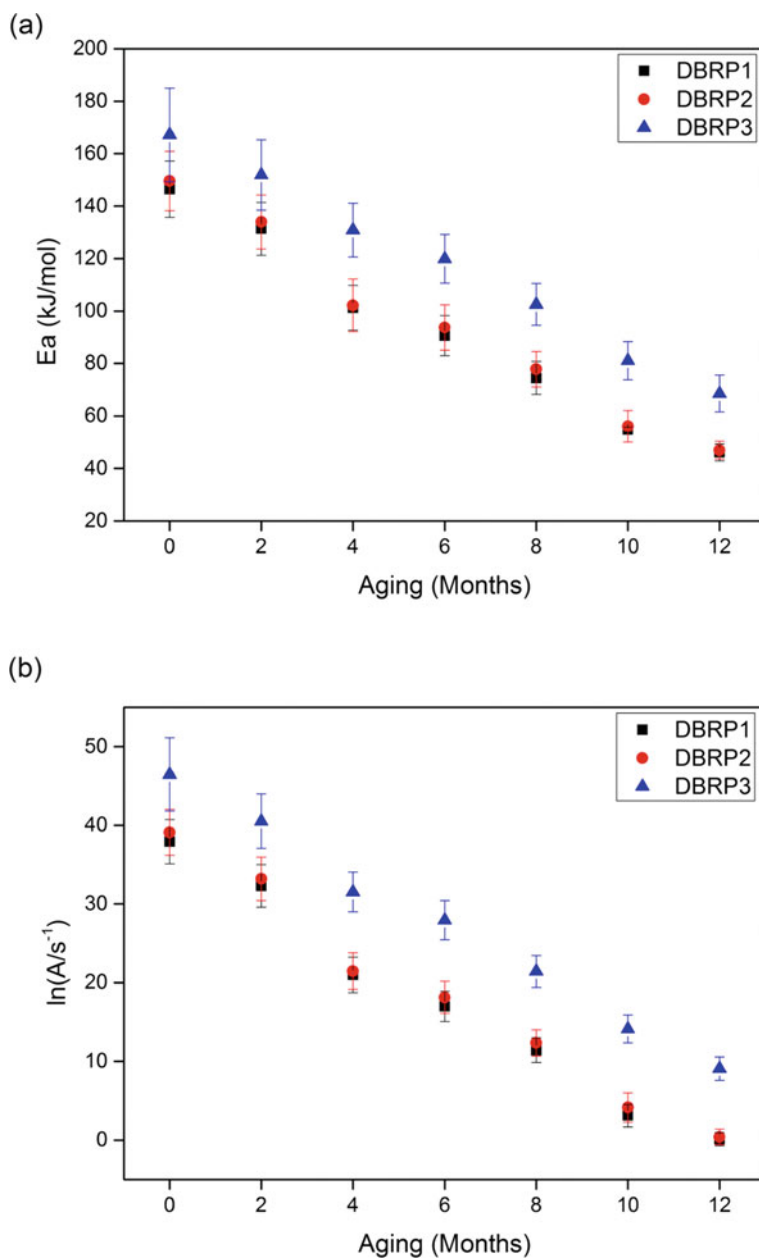 (a)
200
180
160
140
120
100
80
60
40
20
Ea (kJ/mol)
DBRP1
DBRP2
DBRP3
0 2 4 6 8 10 12
Aging (Months)
(b)
50
40
30
20
10
0
ln(A/s⁻¹)
DBRP1
DBRP2
DBRP3
0 2 4 6 8 10 12
Aging (Months)